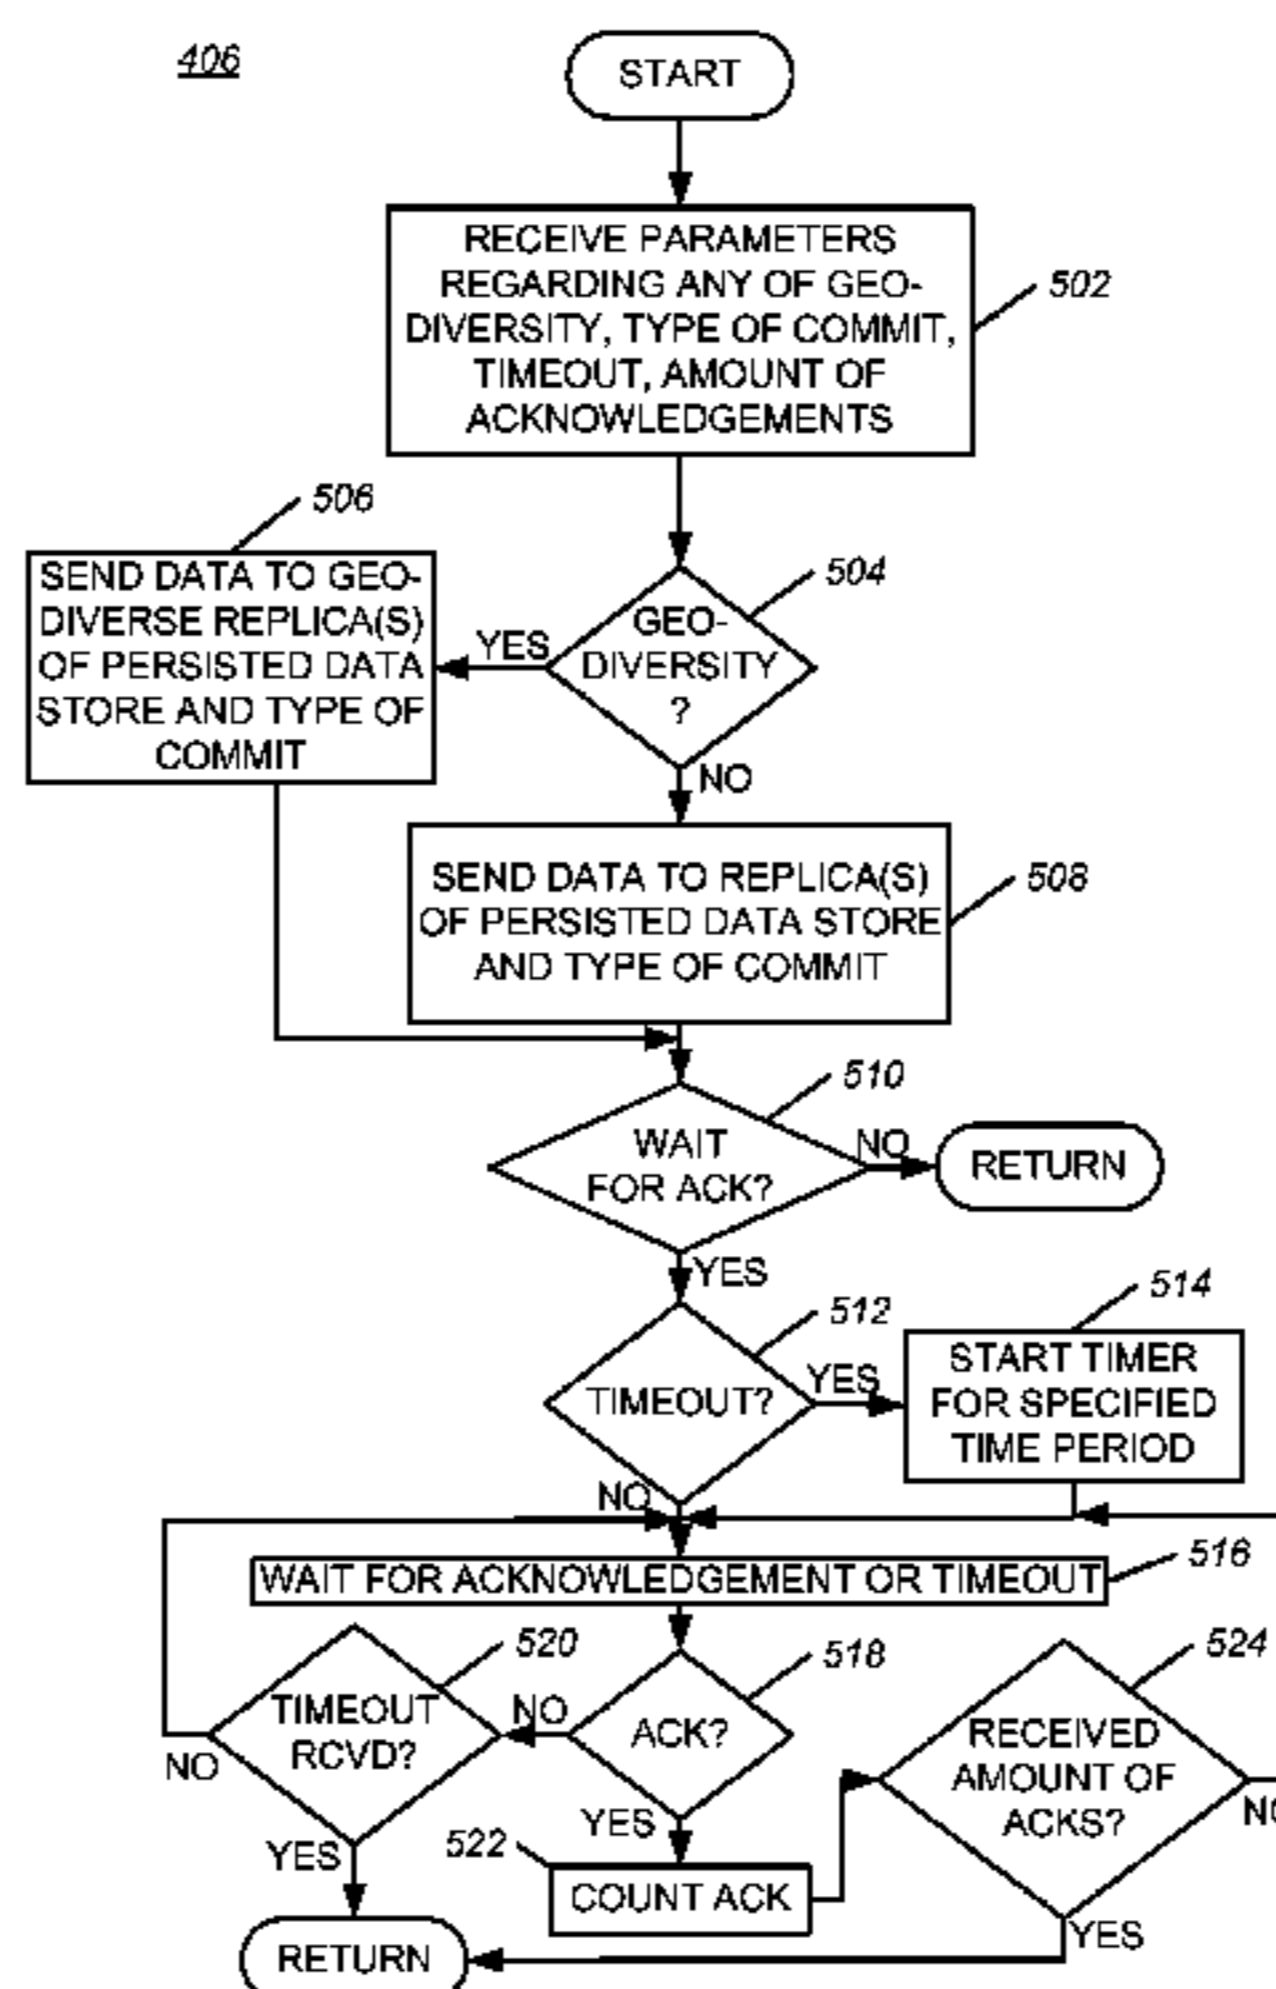 406
START
RECEIVE PARAMETERS
REGARDING ANY OF GEO-
DIVERSITY, TYPE OF COMMIT,
TIMEOUT, AMOUNT OF
ACKNOWLEDGEMENTS
502
506
SEND DATA TO GEO-
DIVERSE REPLICA(S)
OF PERSISTED DATA
STORE AND TYPE OF
COMMIT
YES
504
GEO-
DIVERSITY
?
NO
SEND DATA TO REPLICA(S)
OF PERSISTED DATA STORE
AND TYPE OF COMMIT
508
510
WAIT
FOR ACK?
NO
RETURN
YES
512
TIMEOUT?
YES
514
START TIMER
FOR SPECIFIED
TIME PERIOD
NO
WAIT FOR ACKNOWLEDGEMENT OR TIMEOUT
516
520
TIMEOUT
RCVD?
NO
NO
518
ACK?
524
RECEIVED
AMOUNT OF
ACKS?
YES
YES
522
COUNT ACK
YES
RETURN